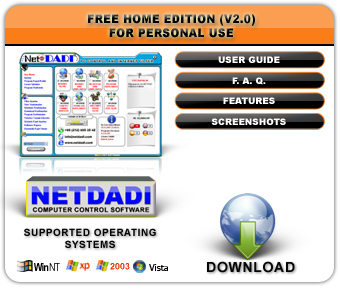 FREE HOME EDITION (V2.0)
FOR PERSONAL USE
NetDADI
USER GUIDE
F. A. Q.
FEATURES
SCREENSHOTS
NETDADI
COMPUTER CONTROL SOFTWARE
SUPPORTED OPERATING
SYSTEMS
WinNT xp 2003 Vista
DOWNLOAD